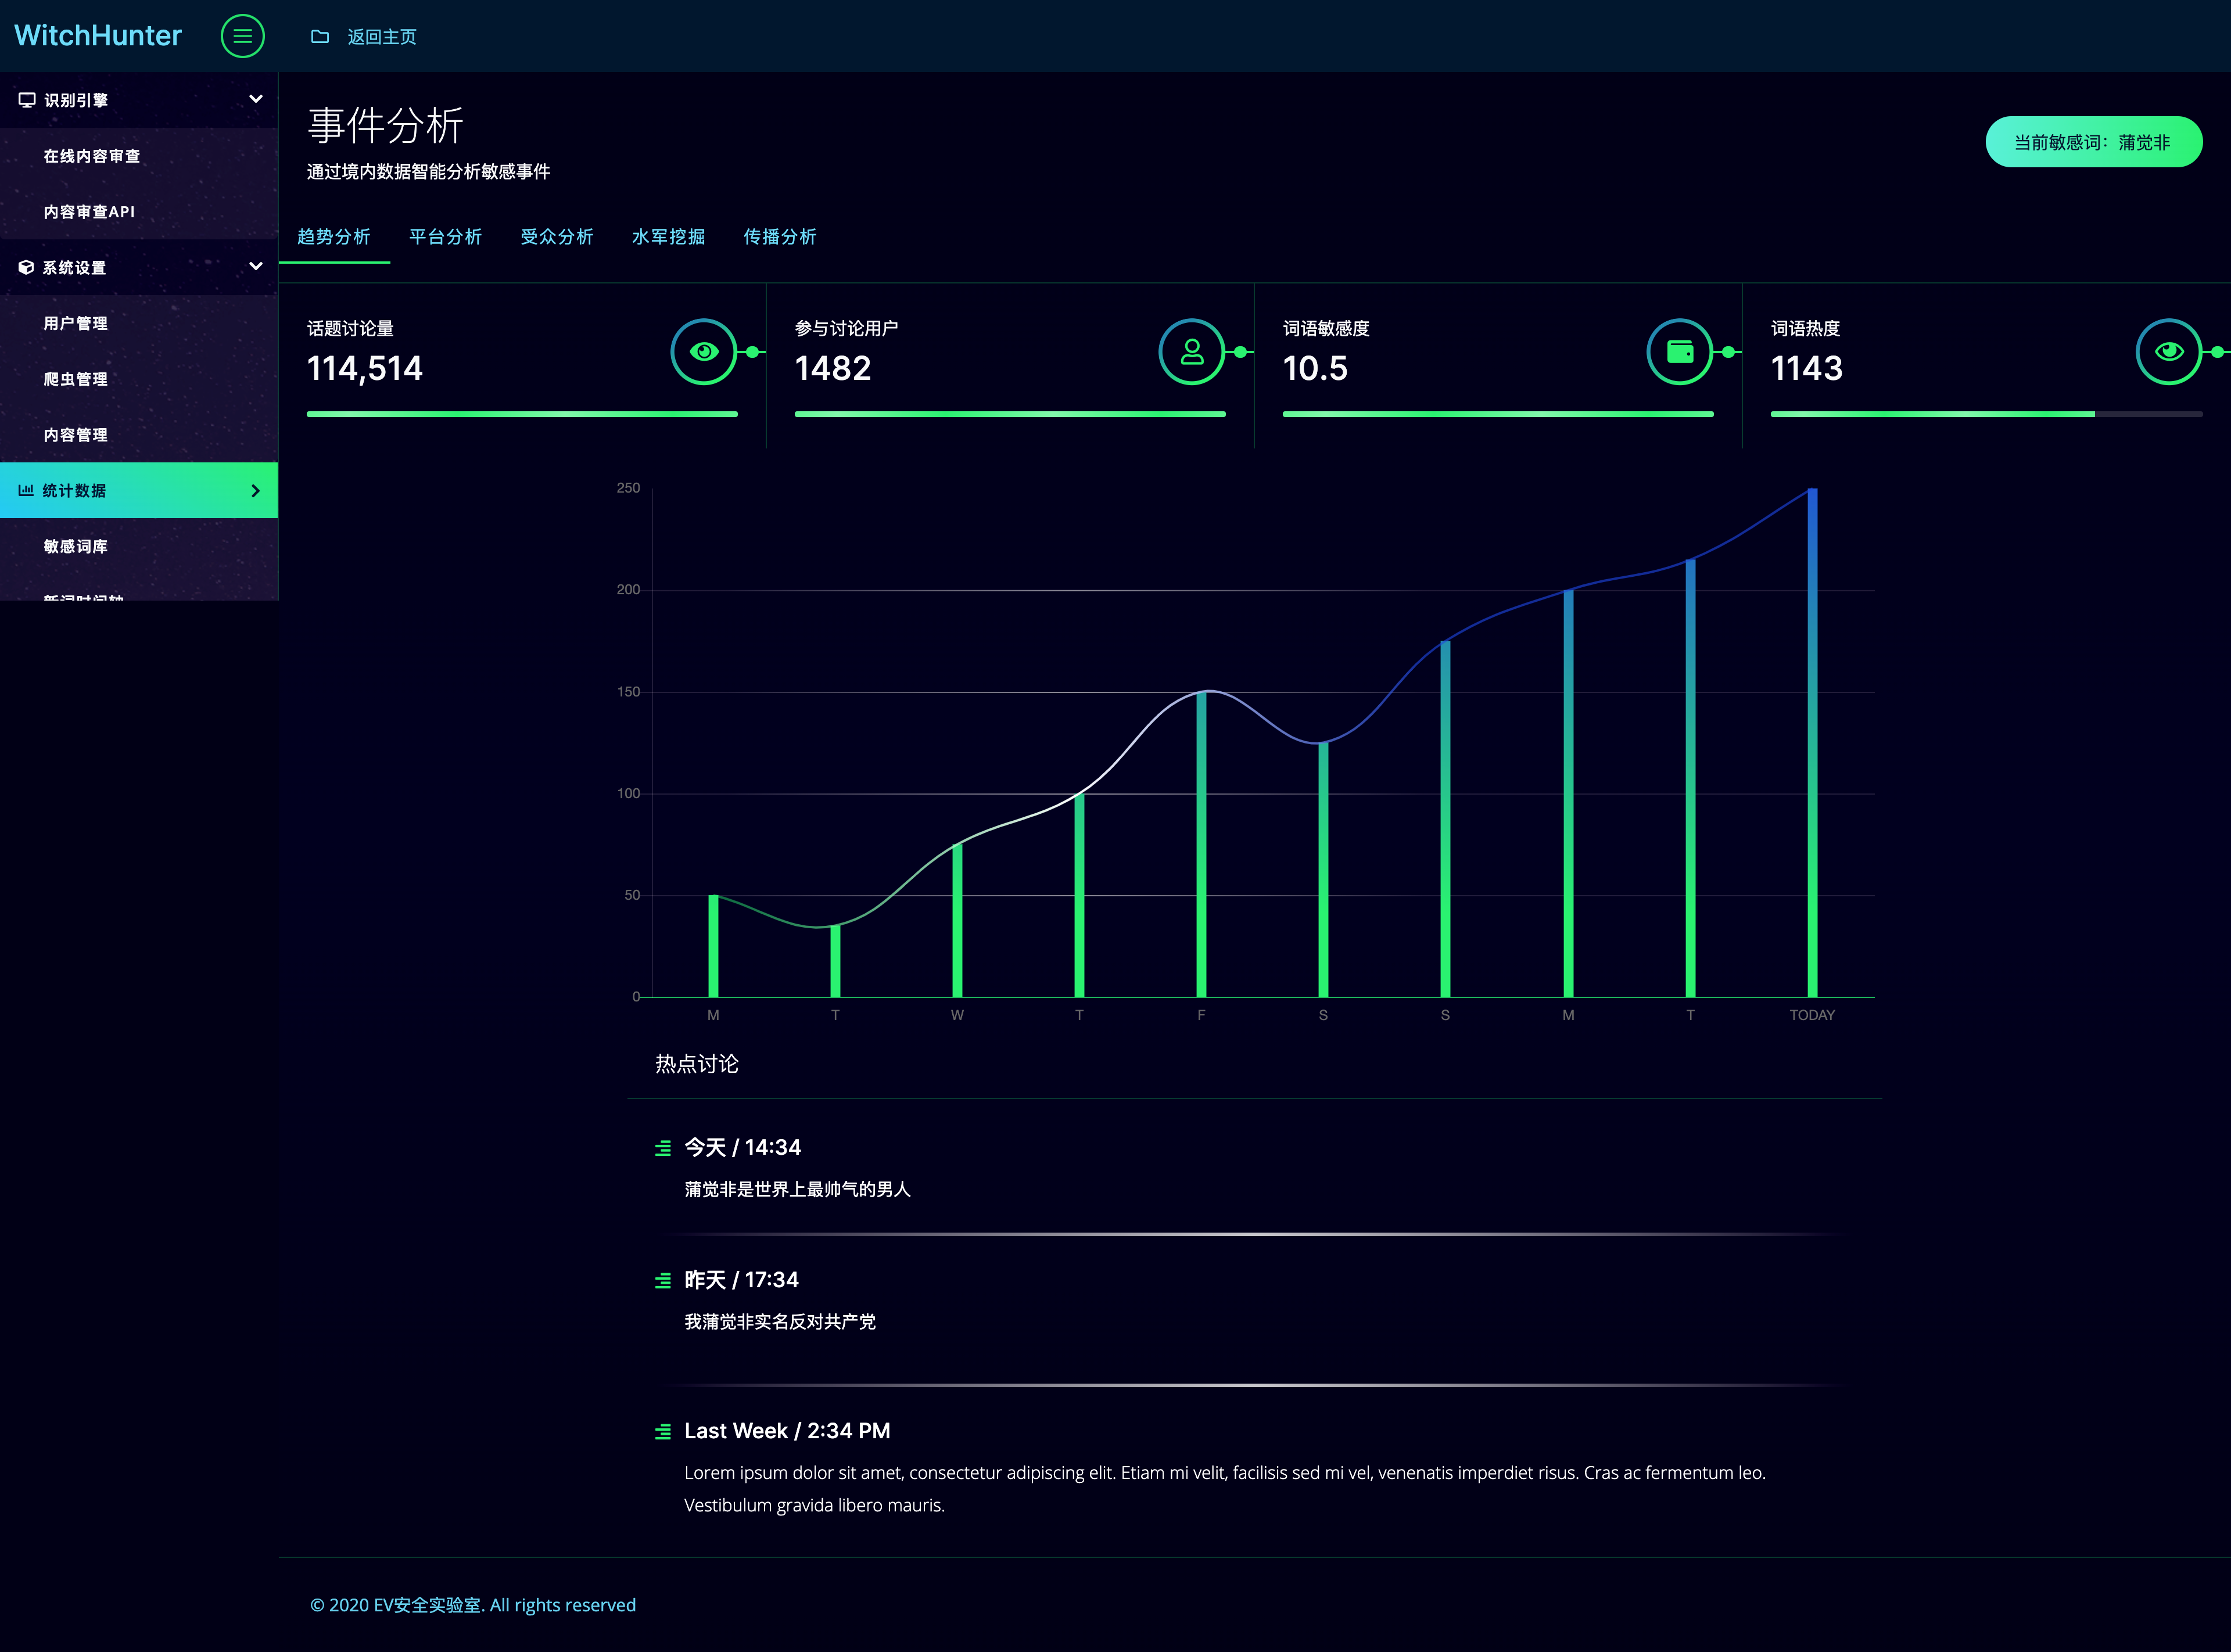 WitchHunter
返回主页
识别引擎
在线内容审查
内容审查API
系统设置
用户管理
爬虫管理
内容管理
统计数据
敏感词库
新词时间轴
事件分析
通过境内数据智能分析敏感事件
当前敏感词：蒲觉非
趋势分析 平台分析 受众分析 水军挖掘 传播分析
话题讨论量
114,514
参与讨论用户
1482
词语敏感度
10.5
词语热度
1143
250
200
150
100
50
0
M T W T F S S M T TODAY
热点讨论
今天 / 14:34
蒲觉非是世界上最帅气的男人
昨天 / 17:34
我蒲觉非实名反对共产党
Last Week / 2:34 PM
Lorem ipsum dolor sit amet, consectetur adipiscing elit. Etiam mi velit, facilisis sed mi vel, venenatis imperdiet risus. Cras ac fermentum leo.
Vestibulum gravida libero mauris.
© 2020 EV安全实验室. All rights reserved